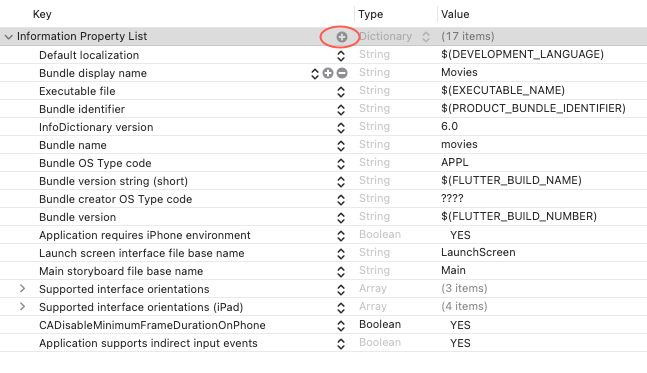 Key Type Value
Information Property List Dictionary (17 items)
Default localization String $(DEVELOPMENT_LANGUAGE)
Bundle display name String Movies
Executable file String $(EXECUTABLE_NAME)
Bundle identifier String $(PRODUCT_BUNDLE_IDENTIFIER)
InfoDictionary version String 6.0
Bundle name String movies
Bundle OS Type code String APPL
Bundle version string (short) String $(FLUTTER_BUILD_NAME)
Bundle creator OS Type code String ????
Bundle version String $(FLUTTER_BUILD_NUMBER)
Application requires iPhone environment Boolean YES
Launch screen interface file base name String LaunchScreen
Main storyboard file base name String Main
Supported interface orientations Array (3 items)
Supported interface orientations (iPad) Array (4 items)
CADisableMinimumFrameDurationOnPhone Boolean YES
Application supports indirect input events Boolean YES